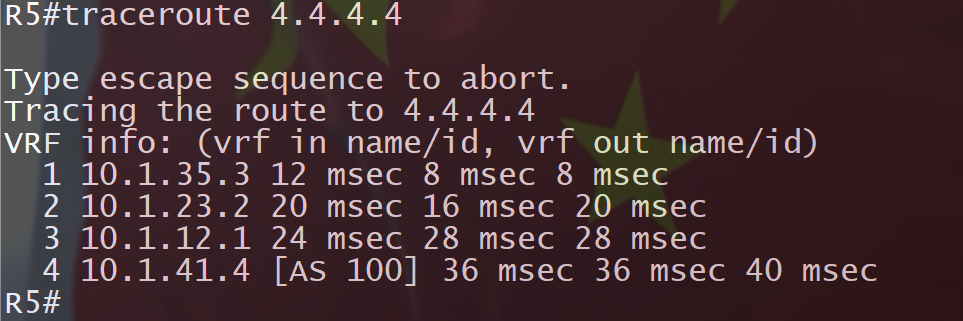 R5#traceroute 4.4.4.4
Type escape sequence to abort.
Tracing the route to 4.4.4.4
VRF info: (vrf in name/id, vrf out name/id)
1 10.1.35.3 12 msec 8 msec 8 msec
2 10.1.23.2 20 msec 16 msec 20 msec
3 10.1.12.1 24 msec 28 msec 28 msec
4 10.1.41.4 [AS 100] 36 msec 36 msec 40 msec
R5#